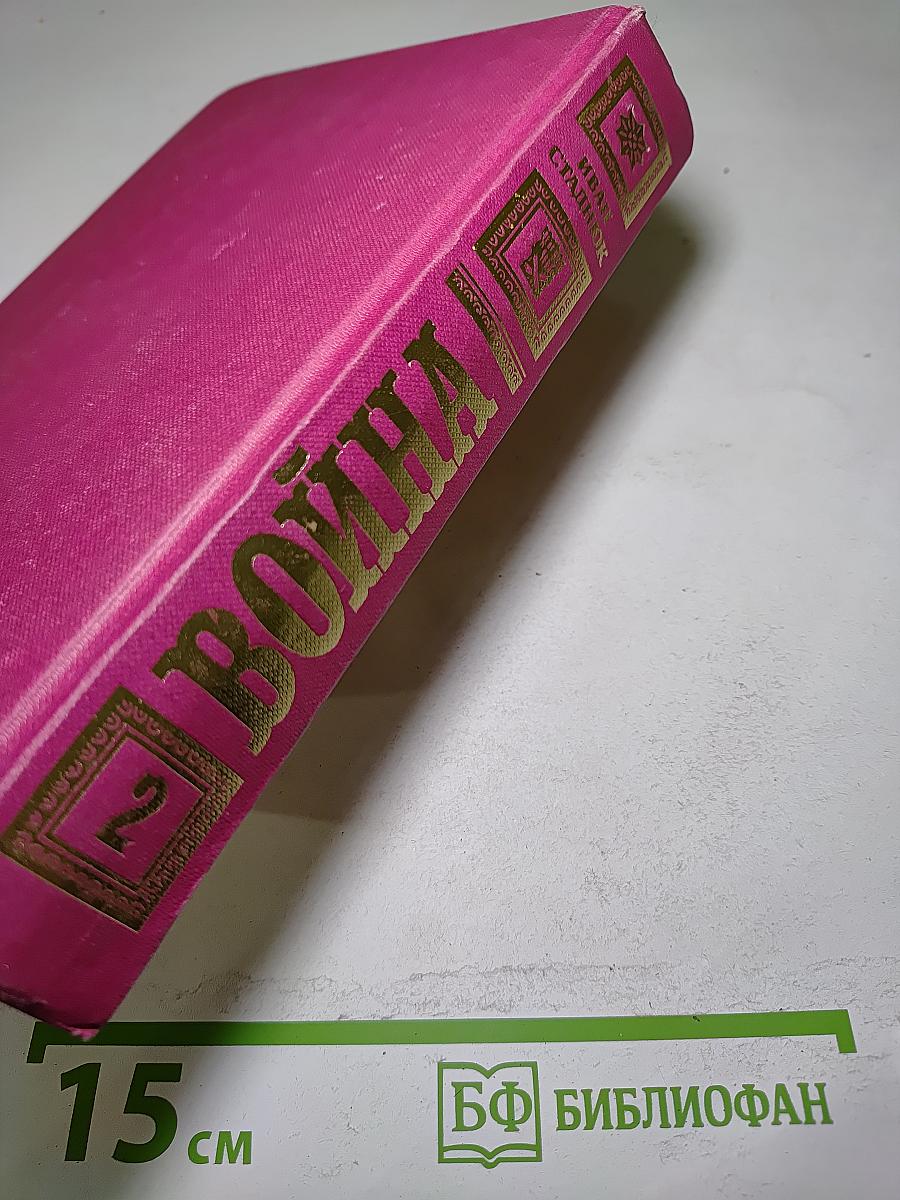 ИВАН
СТАДНЮК
ВОЙНА
2
15 см
БФ БИБЛИОФАН